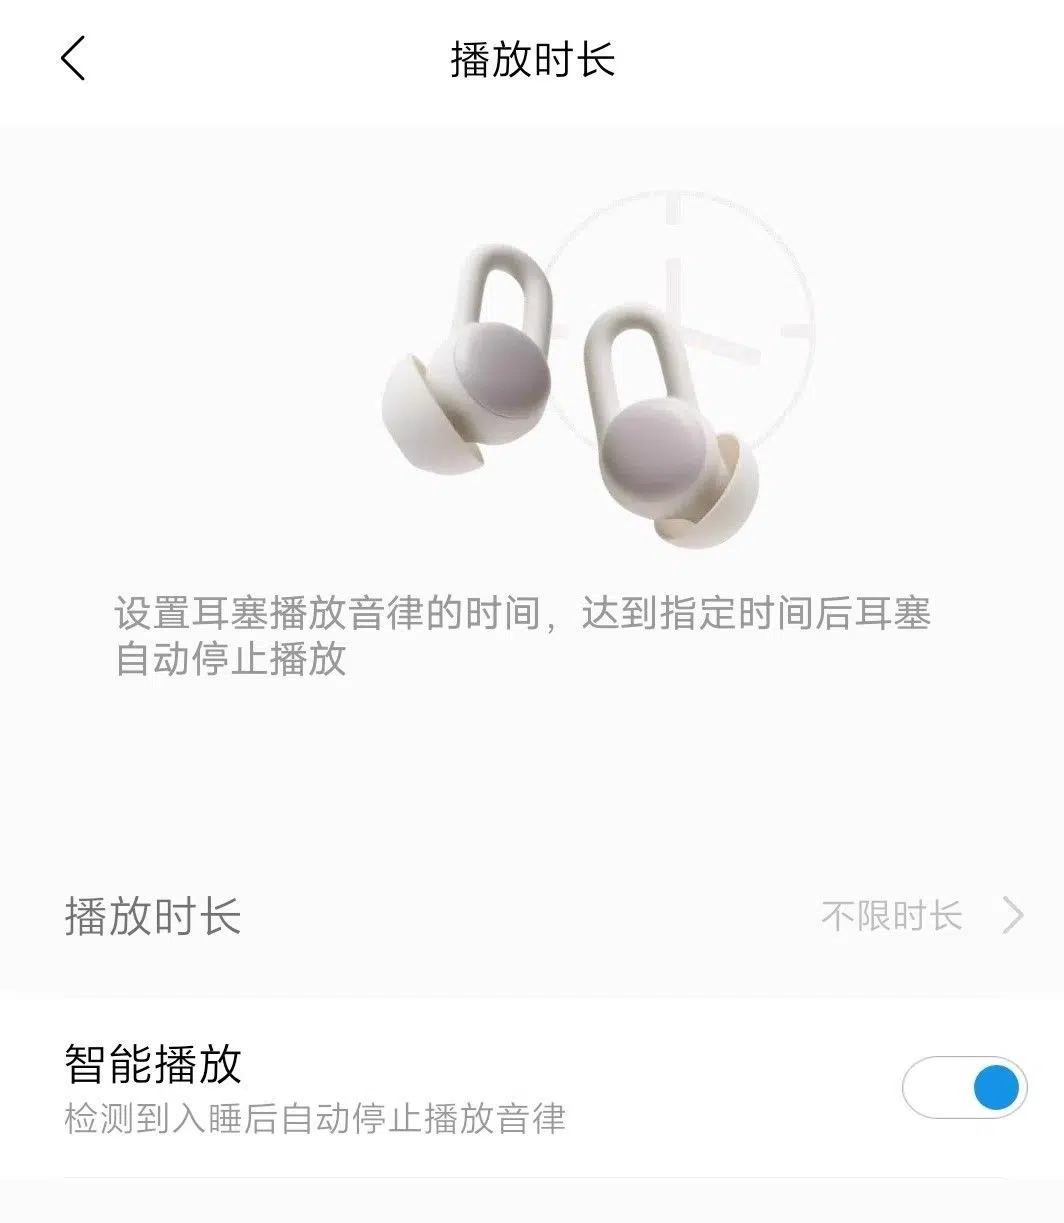 播放时长
设置耳塞播放音律的时间，达到指定时间后耳塞
自动停止播放
播放时长
不限时长
智能播放
检测到入睡后自动停止播放音律